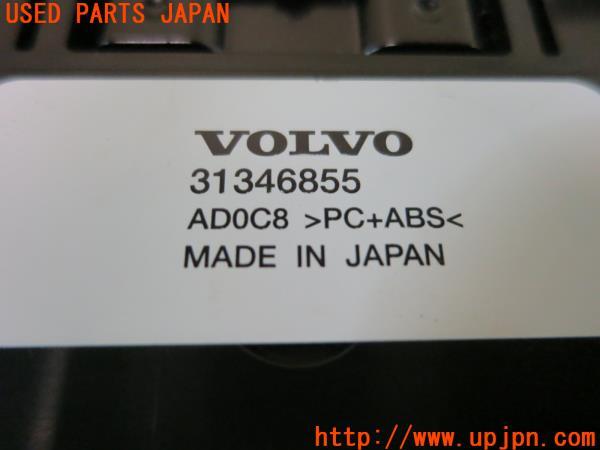 USED PARTS JAPAN
VOLVO
31346855
AD0C8 >PC+ABS<
MADE IN JAPAN
http://www.upjpn.com